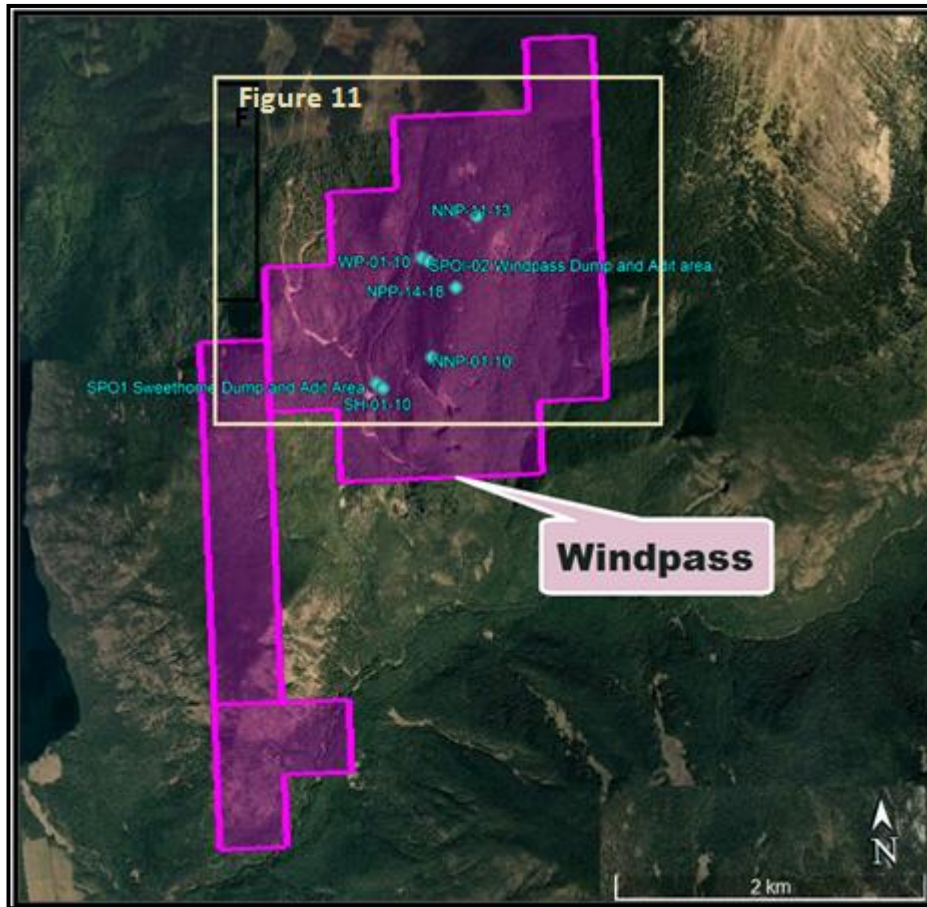 Figure 11
F
NNP-11-13
WP-01-10
SPOI-02 Windpass Dump and Adit area
NPP-14-18
NNP-01-10
SPO1 Sweethome Dump and Adit Area
SH-01-10
Windpass
N
2 km